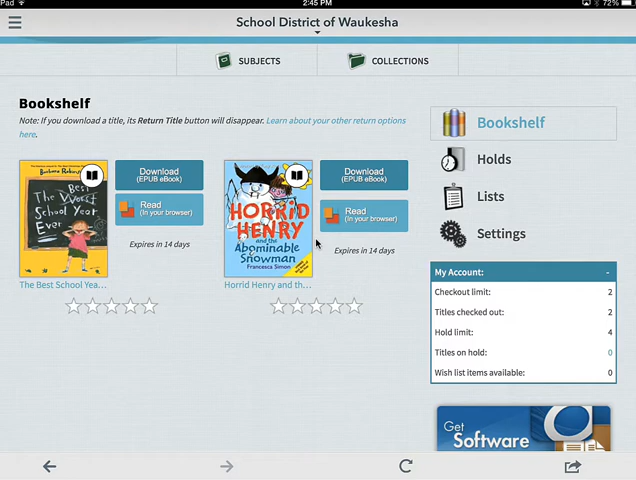 Pad
2:45 PM
72%
School District of Waukesha
SUBJECTS
COLLECTIONS
Bookshelf
Note: If you download a title, its Return Title button will disappear. Learn about your other return options
here.
Barbara Robinson
The Best
The Worst
School Year
Ever
Download
(EPUB eBook)
Read
(in your browser)
Expires in 14 days
The Best School Yea...
HORRID
HENRY
and the
Abominable
Snowman
Francesca Simon
Download
(EPUB eBook)
Read
(in your browser)
Expires in 14 days
Horrid Henry and th...
Bookshelf
Holds
Lists
Settings
My Account: -
Checkout limit: 2
Titles checked out: 2
Hold limit: 4
Titles on hold: 0
Wish list items available: 0
Get
Software